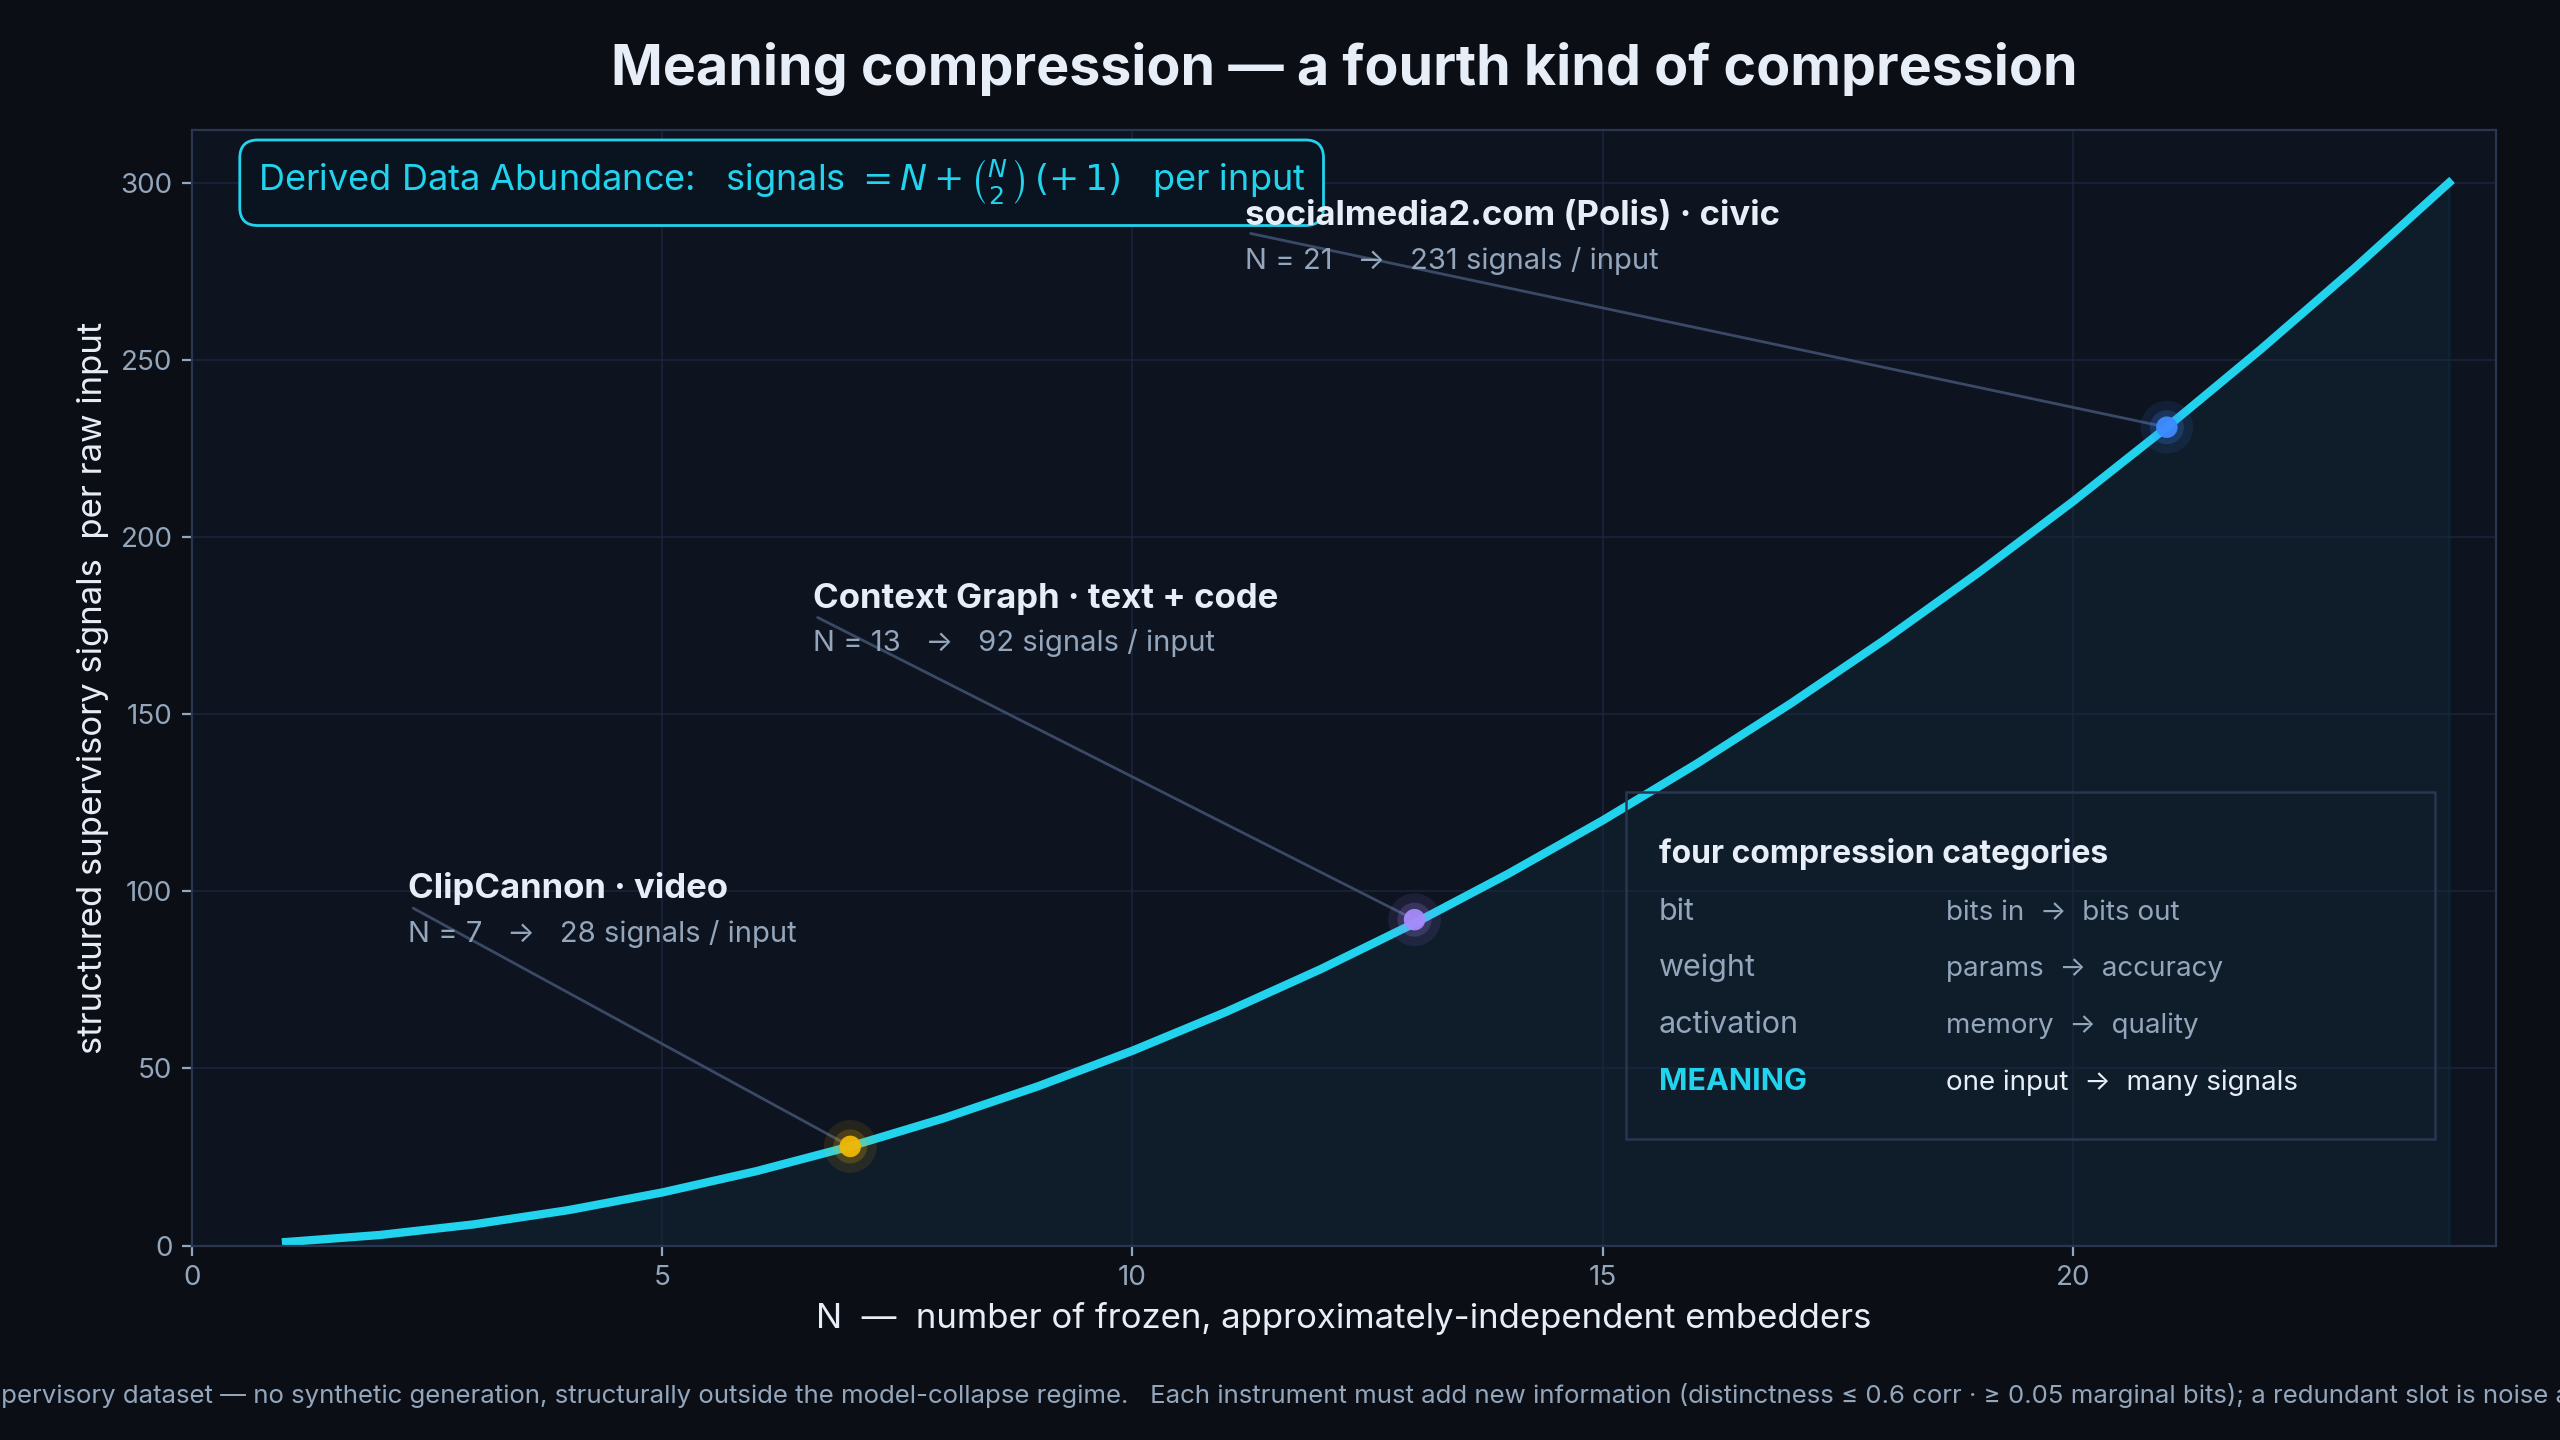 Meaning compression — a fourth kind of compression
Derived Data Abundance: signals = N + (N 2) (+ 1) per input
socialmedia2.com (Polis) · civic
N = 21 → 231 signals / input
Context Graph · text + code
N = 13 → 92 signals / input
ClipCannon · video
N = 7 → 28 signals / input
four compression categories
bit bits in → bits out
weight params → accuracy
activation memory → quality
MEANING one input → many signals
structured supervisory signals per raw input
300
250
200
150
100
50
0
0 5 10 15 20
N — number of frozen, approximately-independent embedders
pervisory dataset — no synthetic generation, structurally outside the model-collapse regime. Each instrument must add new information (distinctness ≤ 0.6 corr · ≥ 0.05 marginal bits); a redundant slot is noise